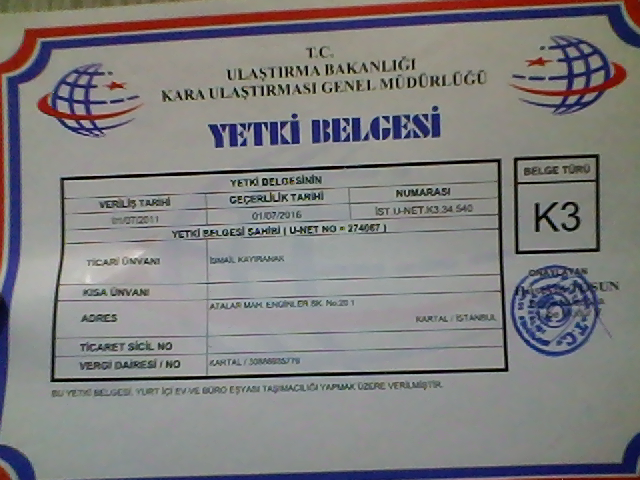 T.C.
ULAŞTIRMA BAKANLIĞI
KARA ULAŞTIRMASI GENEL MÜDÜRLÜĞÜ
YETKİ BELGESİ
BELGE TÜRÜ
K3
YETKİ BELGESİNİN
VERİLİŞ TARİHİ GEÇERLİLİK TARİHİ NUMARASI
01/07/2011 01/07/2016 İST.U-NET.K3.34.540
YETKİ BELGESİ SAHİBİ ( U-NET NO = 274067 )
TİCARİ ÜNVANI İSMAİL KAYIRANAK
KISA ÜNVANI
ADRES ATALAR MAH. ENGİNLER SK. No:20 1
KARTAL / İSTANBUL
TİCARET SİCİL NO -
VERGİ DAİRESİ / NO KARTAL /
BU YETKİ BELGESİ, YURT İÇİ EV VE BÜRO EŞYASI TAŞIMACILIĞI YAPMAK ÜZERE VERİLMİŞTİR.
ONAYLAYAN
T.C.